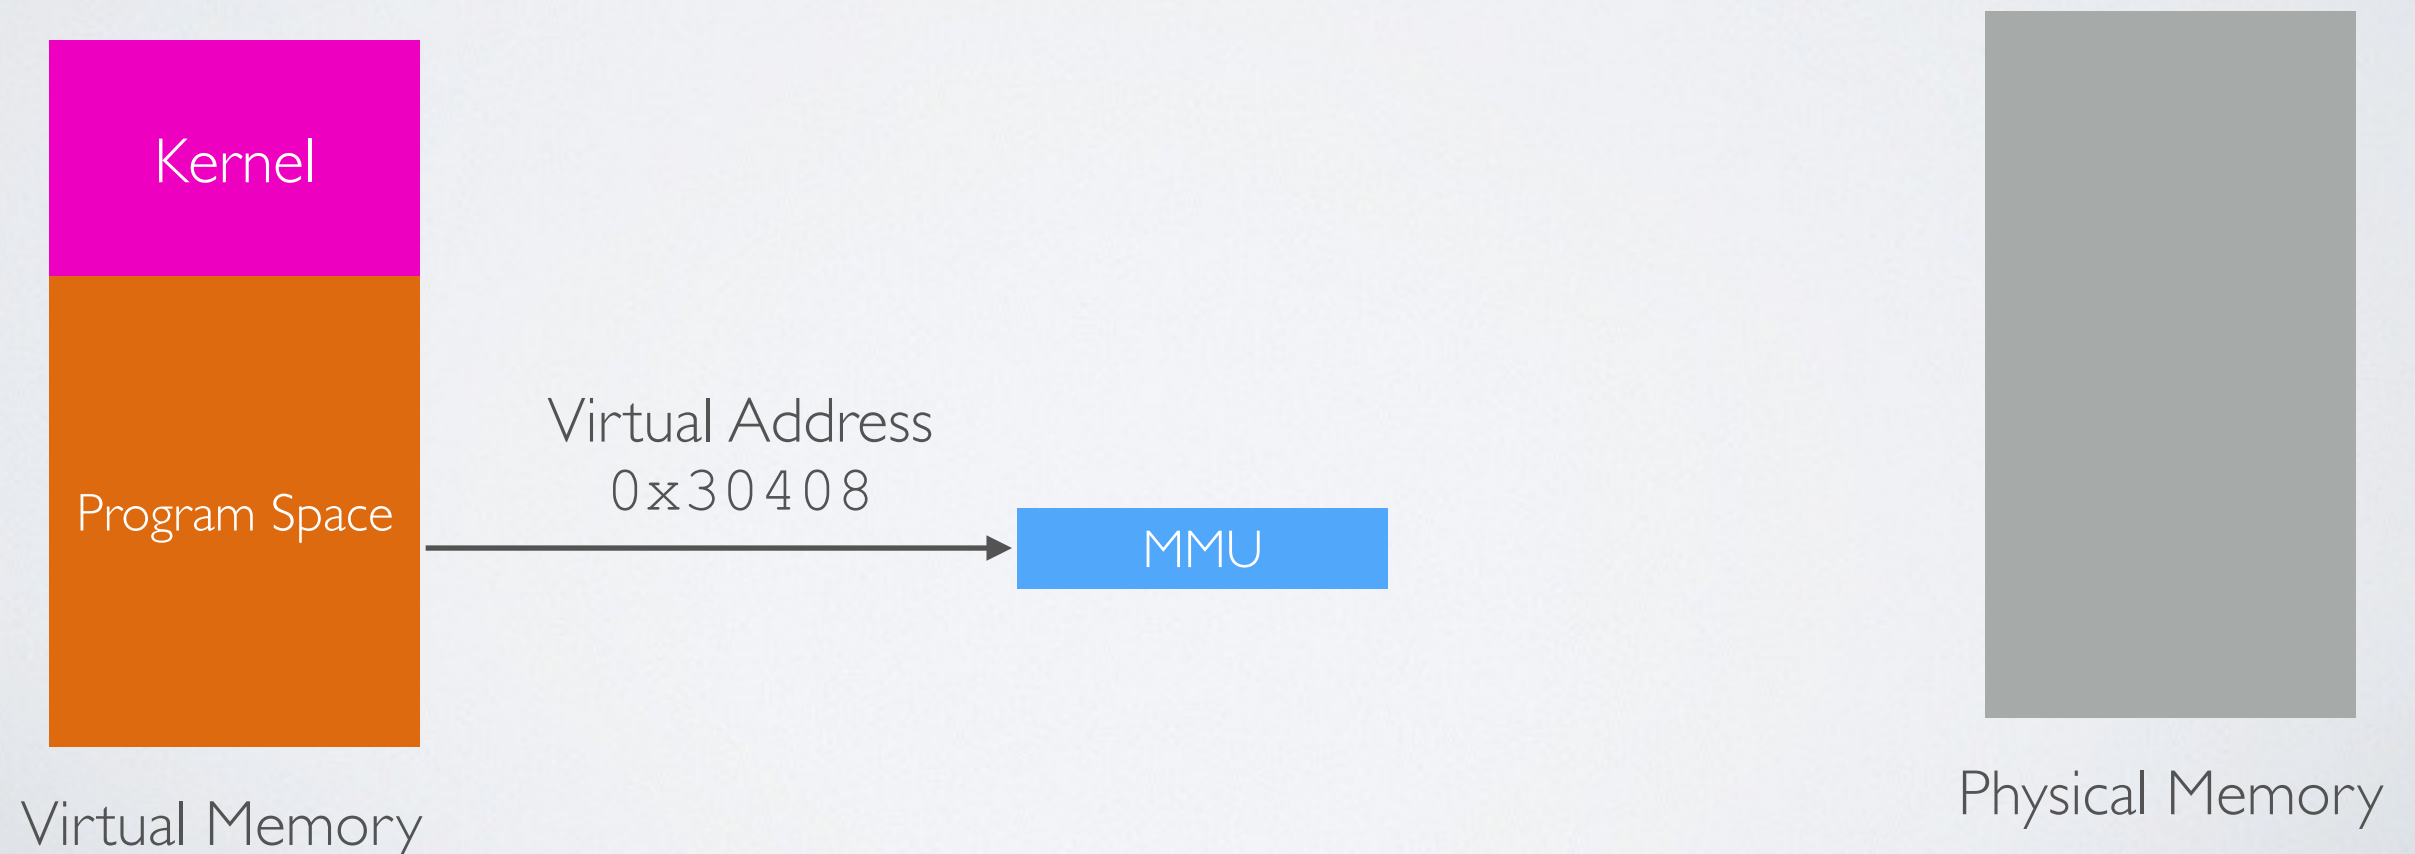 Kernel
Program Space
Virtual Address
0x30408
MMU
Virtual Memory
Physical Memory